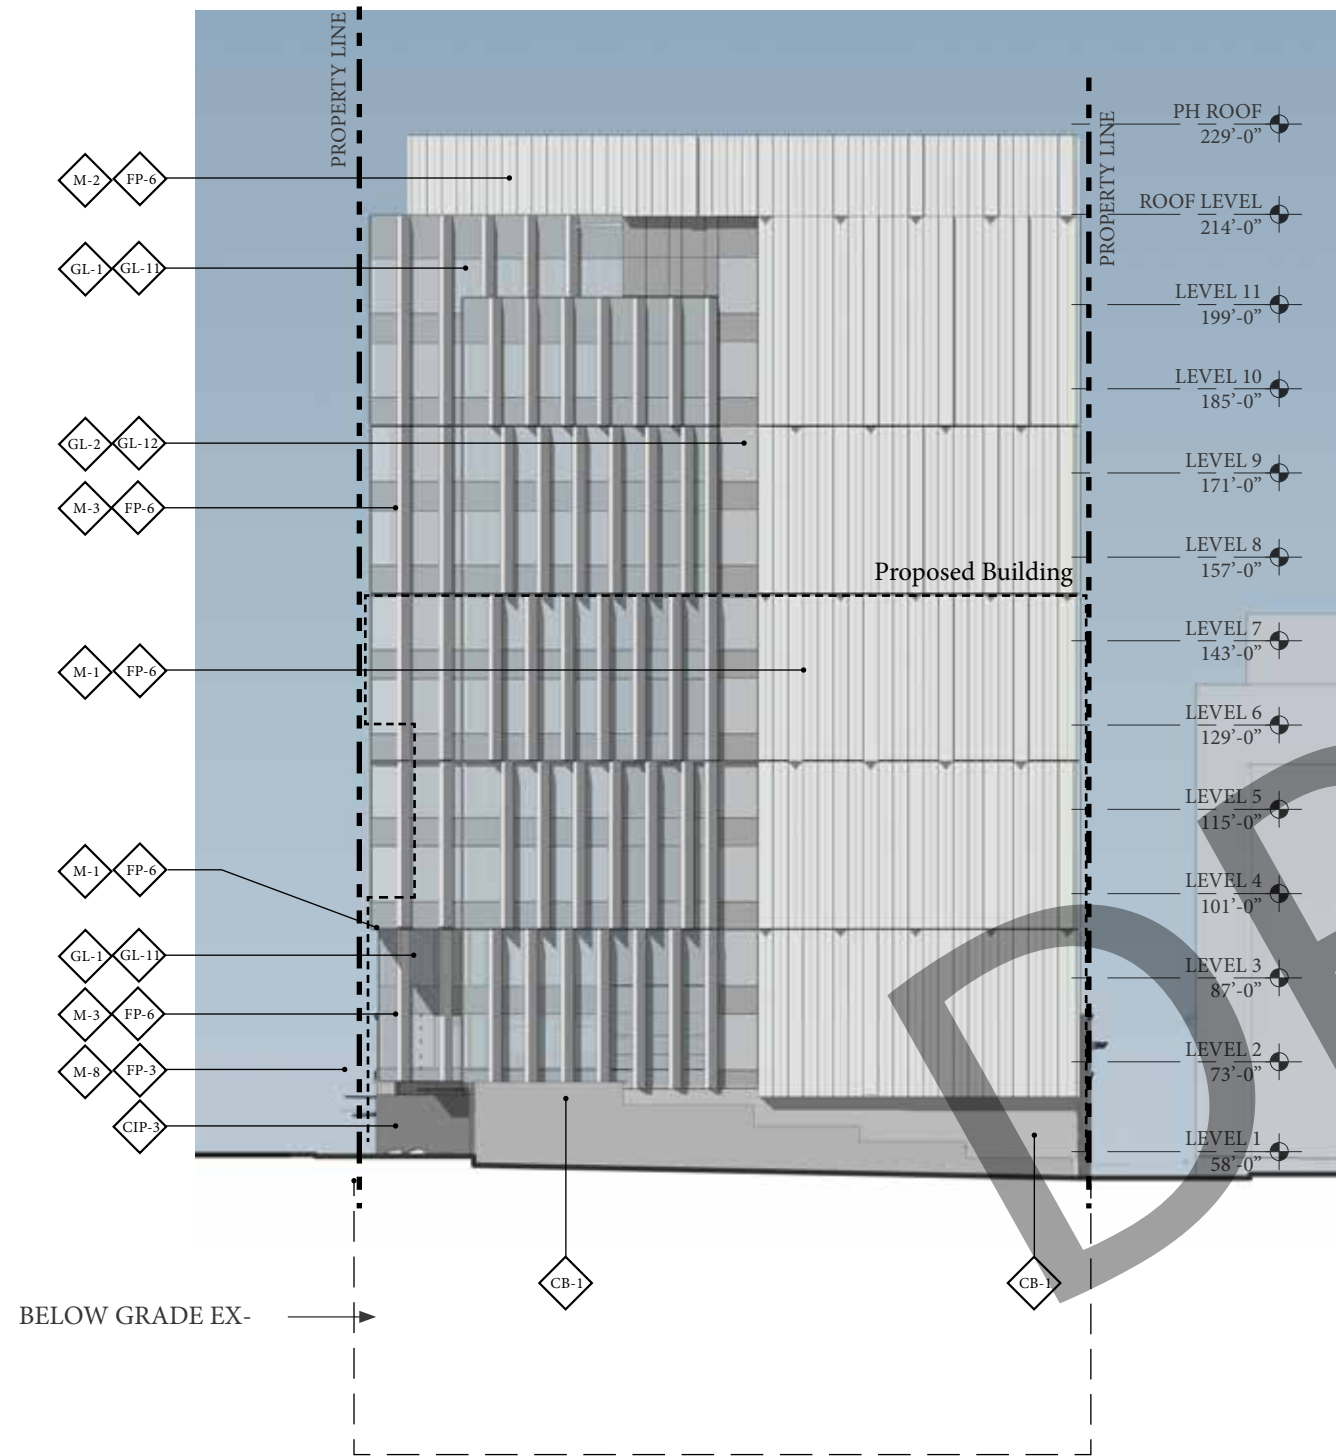 PROPERTY LINE
PROPERTY LINE
PH ROOF
229'-0"
ROOF LEVEL
214'-0"
LEVEL 11
199'-0"
LEVEL 10
185'-0"
LEVEL 9
171'-0"
LEVEL 8
157'-0"
LEVEL 7
143'-0"
LEVEL 6
129'-0"
LEVEL 5
115'-0"
LEVEL 4
101'-0"
LEVEL 3
87'-0"
LEVEL 2
73'-0"
LEVEL 1
58'-0"
M-2 FP-6
GL-1 GL-11
GL-2 GL-12
M-3 FP-6
Proposed Building
M-1 FP-6
M-1 FP-6
GL-1 GL-11
M-3 FP-6
M-8 FP-3
CIP-3
CB-1 CB-1
BELOW GRADE EX-